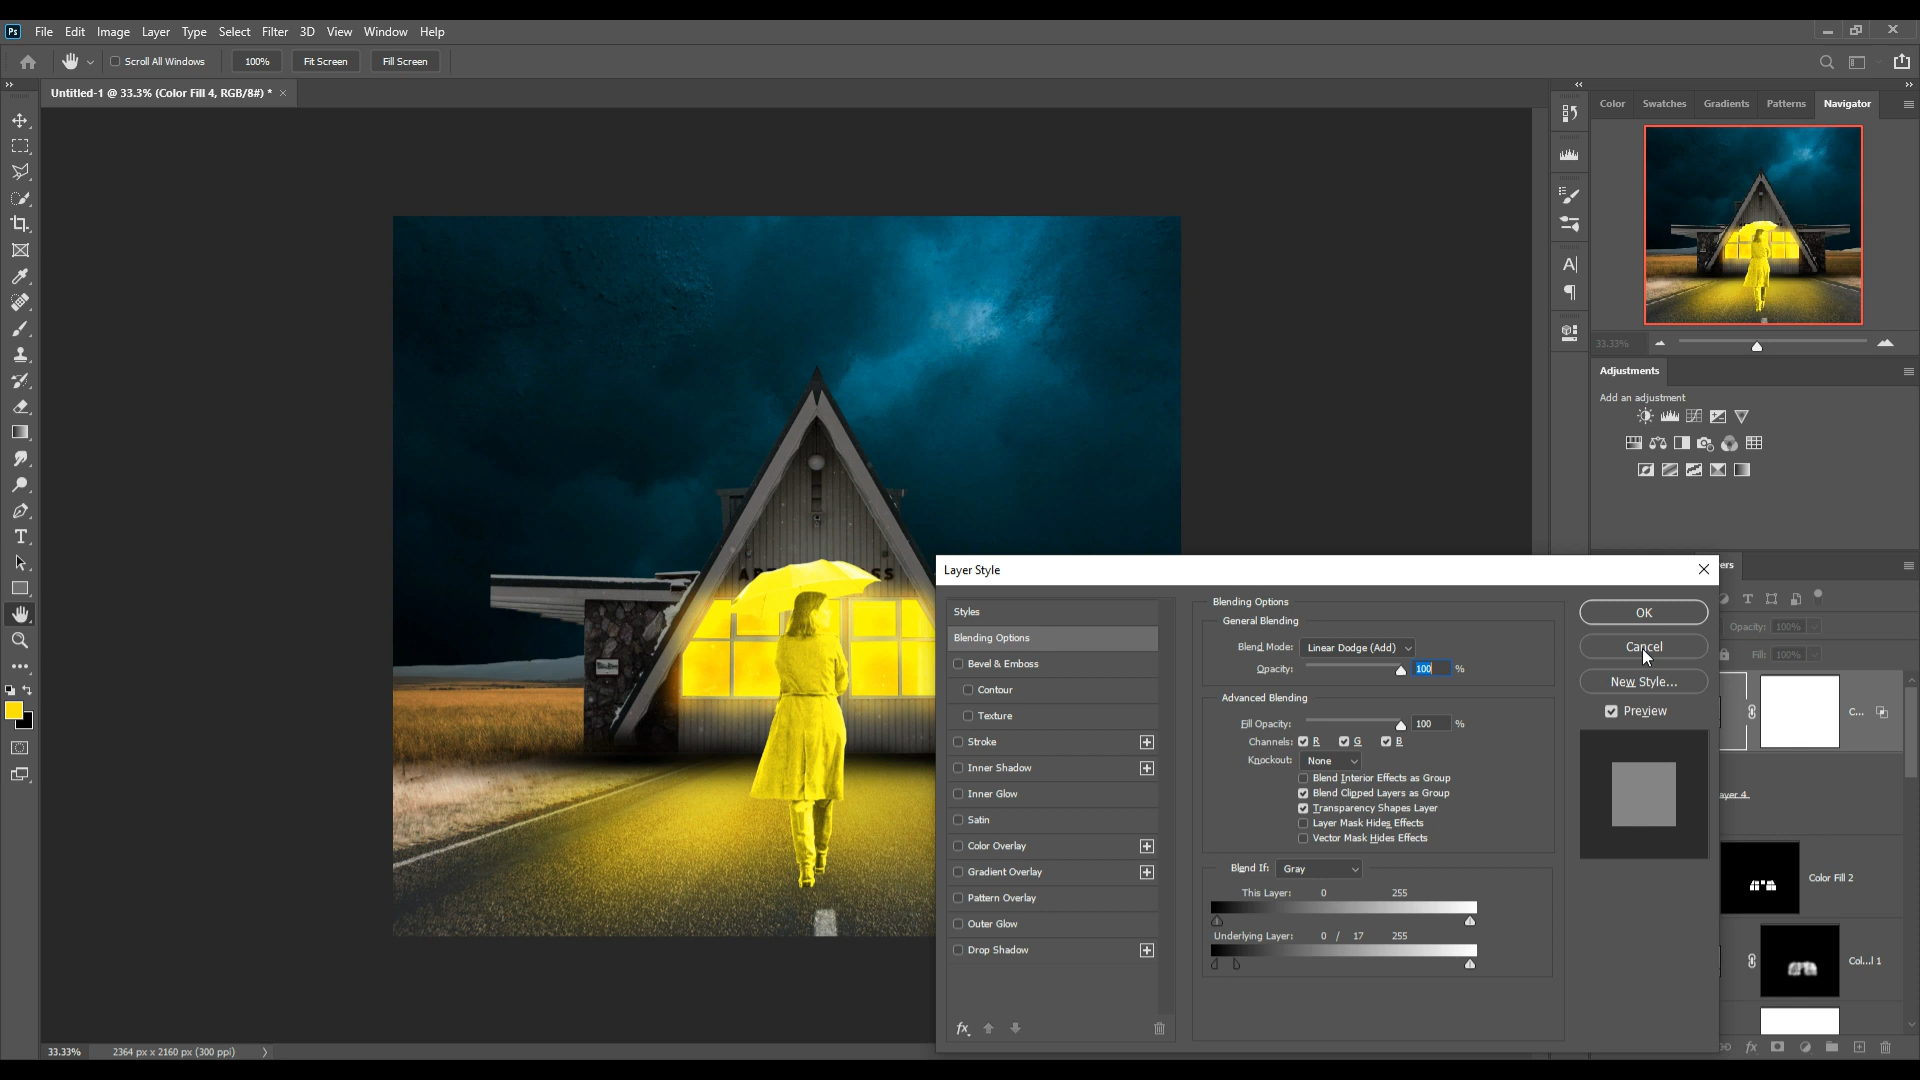 Ps File Edit Image Layer Type Select Filter 3D View Window Help
Scroll All Windows 100% Fit Screen Fill Screen
Untitled-1 @ 33.3% (Color Fill 4, RGB/8#) * ×
Color Swatches Gradients Patterns Navigator
33.33%
Adjustments
Add an adjustment
Layer Style
Styles
Blending Options
Bevel & Emboss
Contour
Texture
Stroke
Inner Shadow
Inner Glow
Satin
Color Overlay
Gradient Overlay
Pattern Overlay
Outer Glow
Drop Shadow
fx
Blending Options
General Blending
Blend Mode: Linear Dodge (Add)
Opacity: 100 %
Advanced Blending
Fill Opacity: 100 %
Channels: R G B
Knockout: None
Blend Interior Effects as Group
Blend Clipped Layers as Group
Transparency Shapes Layer
Layer Mask Hides Effects
Vector Mask Hides Effects
Blend If: Gray
This Layer: 0 255
Underlying Layer: 0 / 17 255
OK
Cancel
New Style...
Preview
ers
Opacity: 100%
Fill: 100%
C...
ayer 4
Color Fill 2
Col...l 1
fx
33.33% 2364 px x 2160 px (300 ppi)